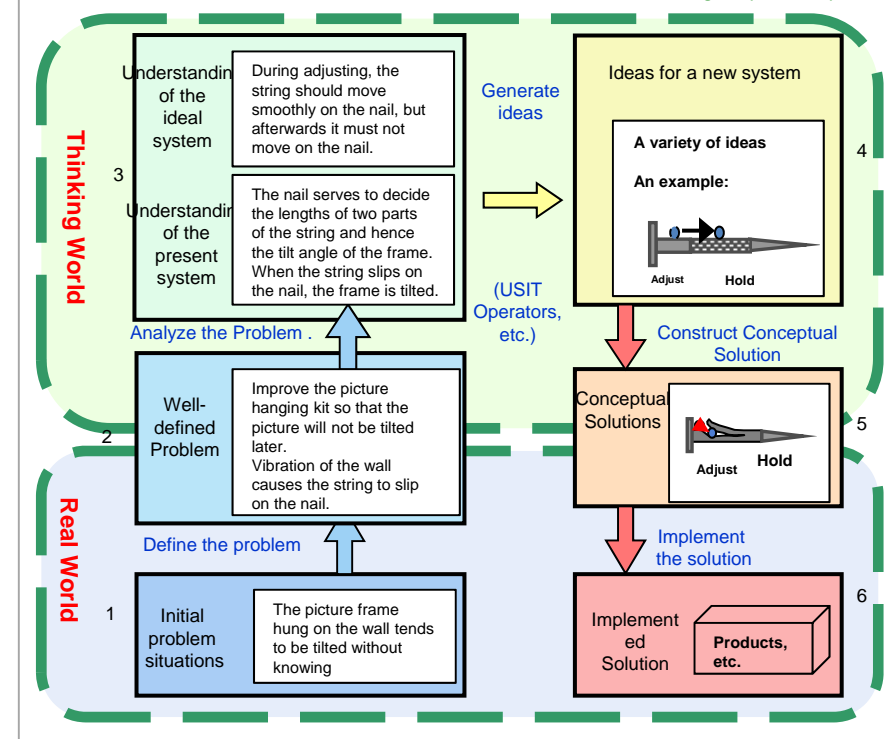 Understandin
of the
ideal
system
During adjusting, the
string should move
smoothly on the nail, but
afterwards it must not
move on the nail.
Thinking World
3
Understandin
of the
present
system
The nail serves to decide
the lengths of two parts
of the string and hence
the tilt angle of the frame.
When the string slips on
the nail, the frame is tilted.
Generate
ideas
(USIT
Operators,
etc.)
Ideas for a new system
A variety of ideas
An example:
Adjust
Hold
4
Analyze the Problem .
Construct Conceptual
Solution
2
Well-
defined
Problem
Improve the picture
hanging kit so that the
picture will not be tilted
later.
Vibration of the wall
causes the string to slip
on the nail.
Conceptual
Solutions
Adjust
Hold
5
Real World
Define the problem
Implement
the solution
1
Initial
problem
situations
The picture frame
hung on the wall tends
to be tilted without
knowing
Implement
ed
Solution
Products,
etc.
6